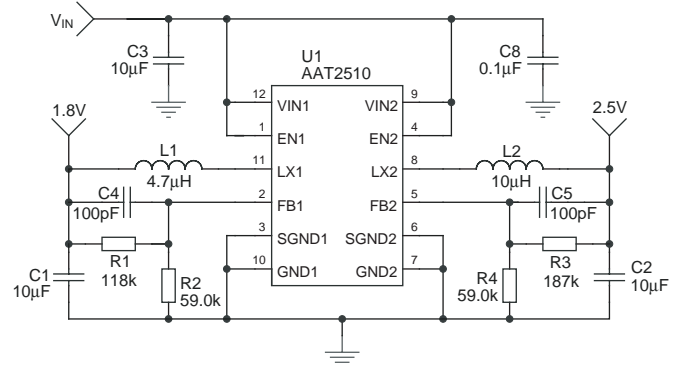 VIN
C3
10µF
U1
AAT2510
C8
0.1µF
1.8V
12
VIN1
VIN2
9
2.5V
1
EN1
EN2
4
L1
4.7µH
11
LX1
LX2
8
L2
10µH
C4
100pF
2
FB1
FB2
5
C5
100pF
3
SGND1
SGND2
6
R1
118k
10
GND1
GND2
7
R3
187k
C1
10µF
R2
59.0k
R4
59.0k
C2
10µF